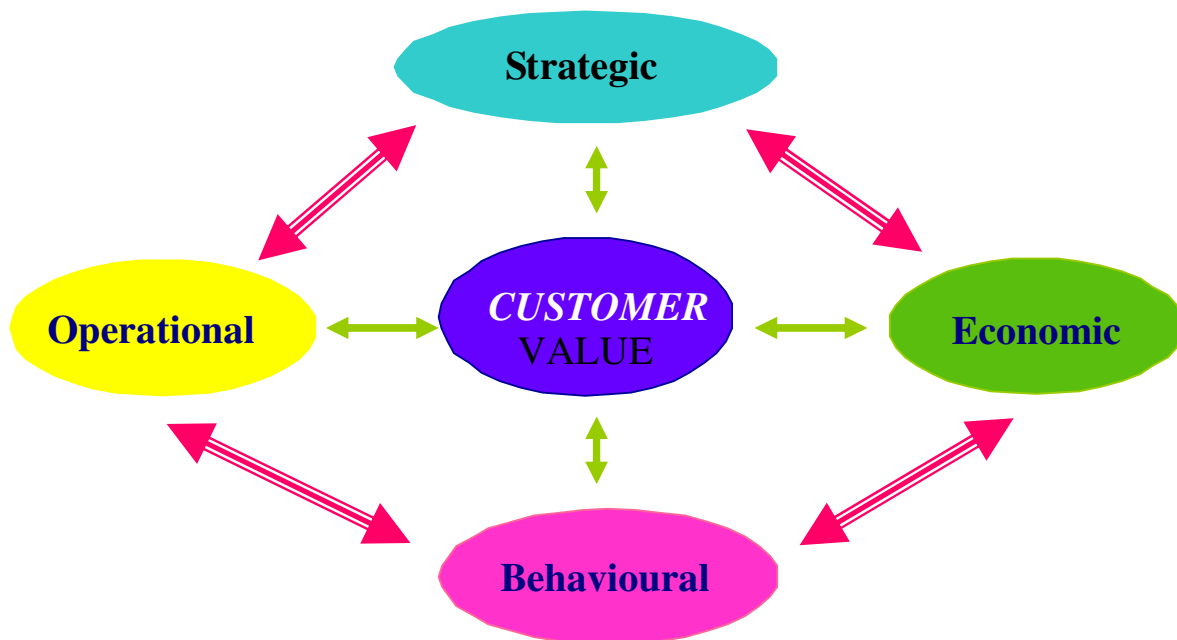 Strategic
Operational
CUSTOMER
VALUE
Economic
Behavioural